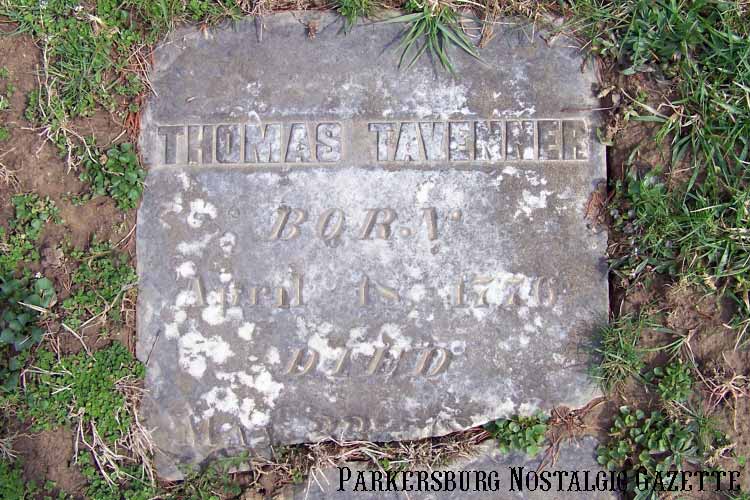 THOMAS TAVENNER
BORN
April 18 1776
DIED
PARKERSBURG NOSTALGIC GAZETTE